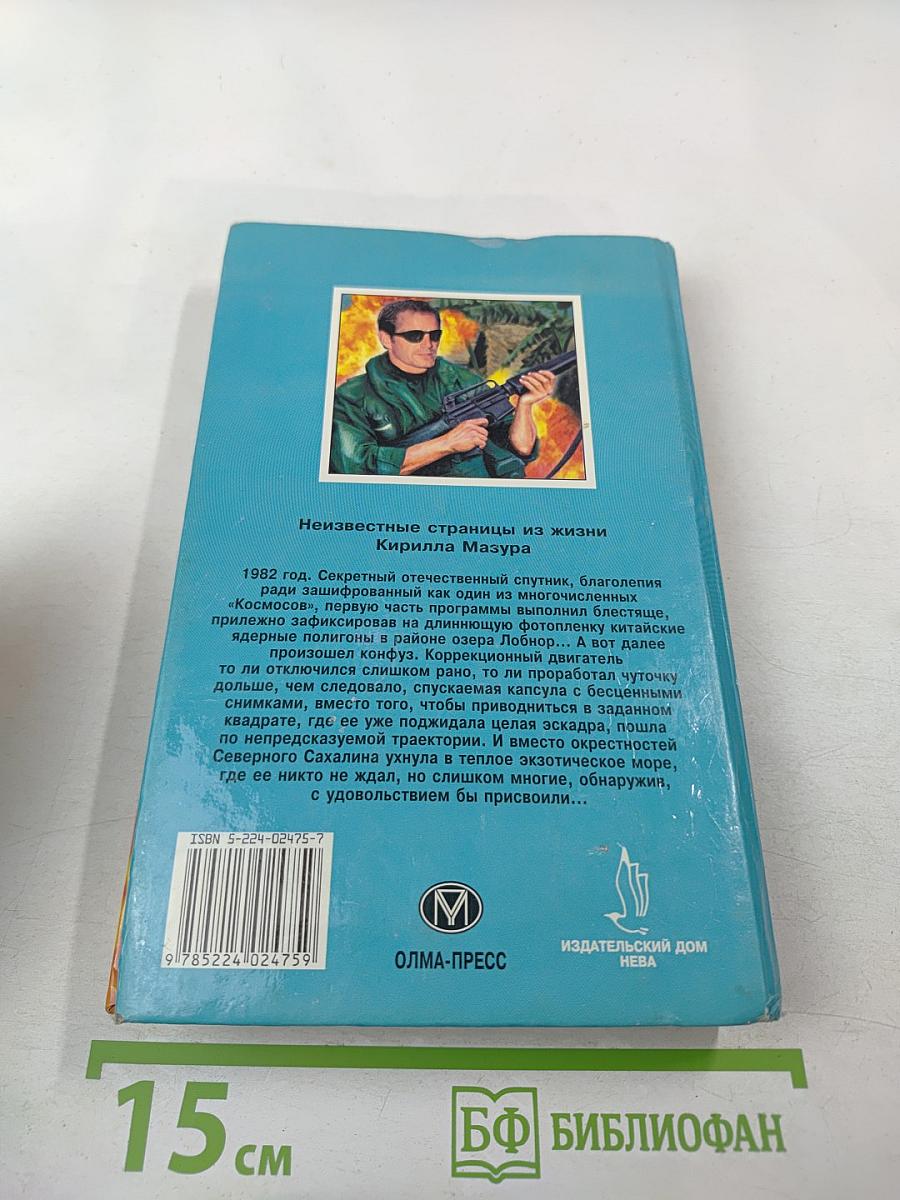 Неизвестные страницы из жизни
Кирилла Мазура
1982 год. Секретный отечественный спутник, благолепия
ради зашифрованный как один из многочисленных
«Космосов», первую часть программы выполнил блестяще,
прилежно зафиксировав на длиннющую фотопленку китайские
ядерные полигоны в районе озера Лобнор... А вот далее
произошел конфуз. Коррекционный двигатель
то ли отключился слишком рано, то ли проработал чуточку
дольше, чем следовало, спускаемая капсула с бесценными
снимками, вместо того, чтобы приводниться в заданном
квадрате, где ее уже поджидала целая эскадра, пошла
по непредсказуемой траектории. И вместо окрестностей
Северного Сахалина ухнула в теплое экзотическое море,
где ее никто не ждал, но слишком многие, обнаружив,
с удовольствием бы присвоили...
ISBN 5-224-02475-7
9 785224 024759
ОЛМА-ПРЕСС
ИЗДАТЕЛЬСКИЙ ДОМ
НЕВА
15 см
БФ БИБЛИОФАН